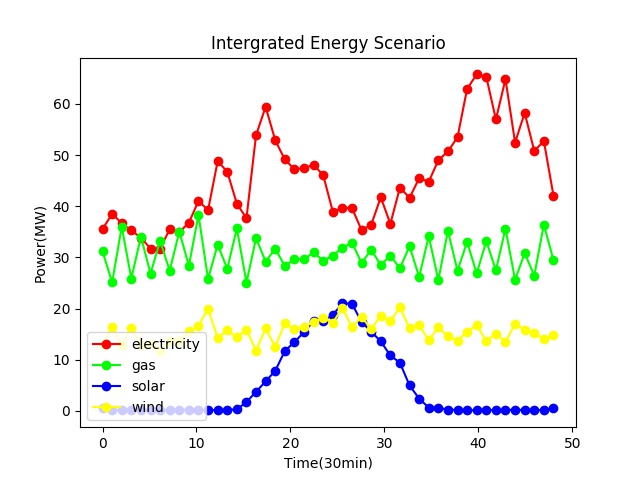 Intergrated Energy Scenario
Power(MW)
60
50
40
30
20
10
0
electricity
gas
solar
wind
0 10 20 30 40 50
Time(30min)